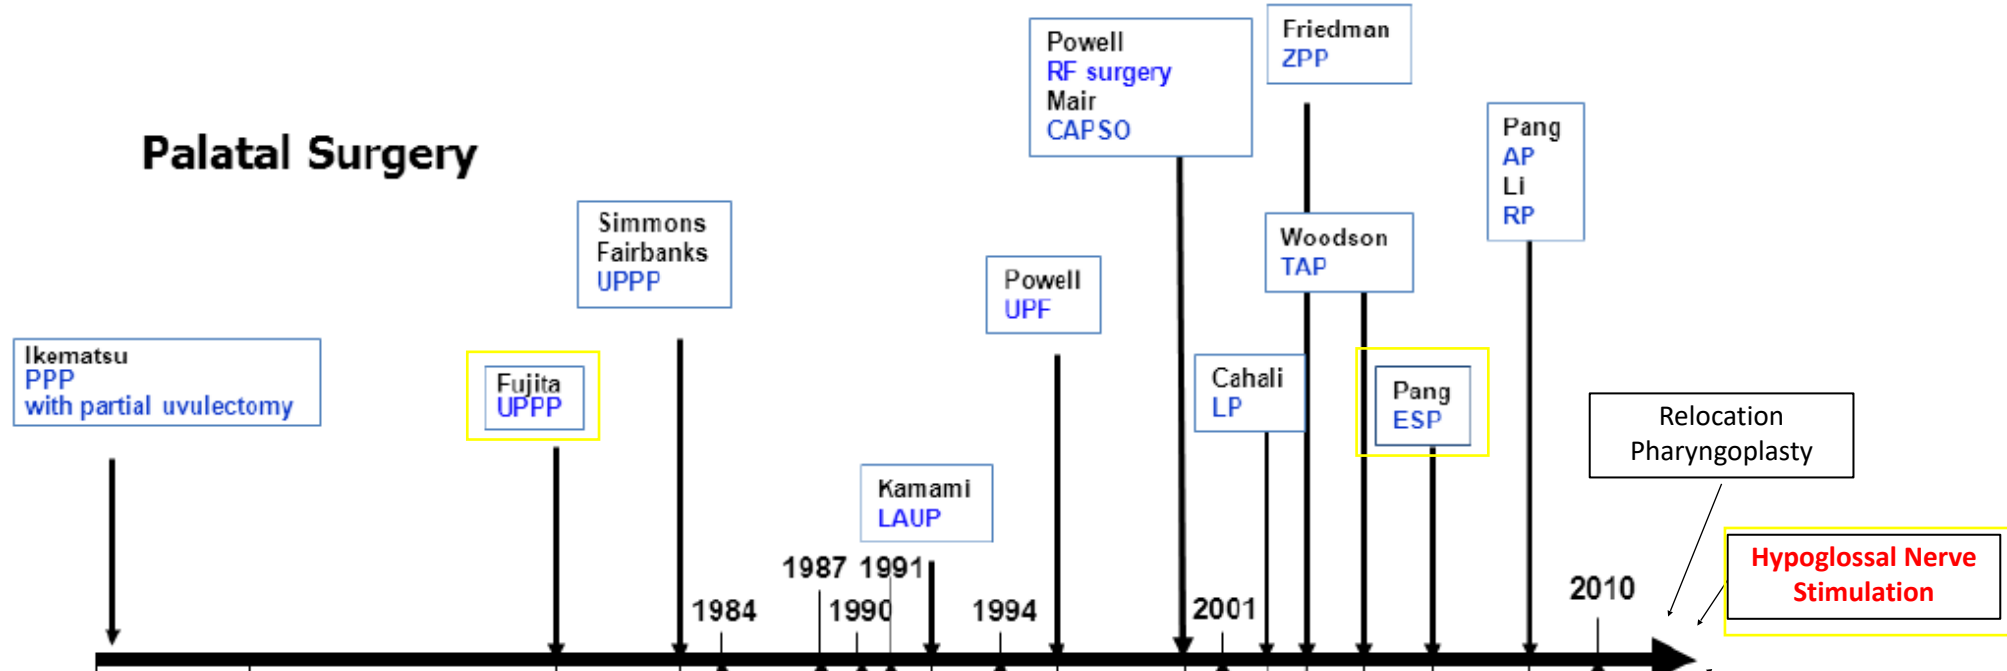 Palatal Surgery
Ikematsu
PPP
with partial uvulectomy
Fujita
UPPP
Simmons
Fairbanks
UPPP
Kamami
LAUP
Powell
UPF
Powell
RF surgery
Mair
CAPSO
Cahali
LP
Friedman
ZPP
Woodson
TAP
Pang
ESP
Pang
AP
Li
RP
Relocation
Pharyngoplasty
Hypoglossal Nerve
Stimulation
1984
1987
1990
1991
1994
2001
2010